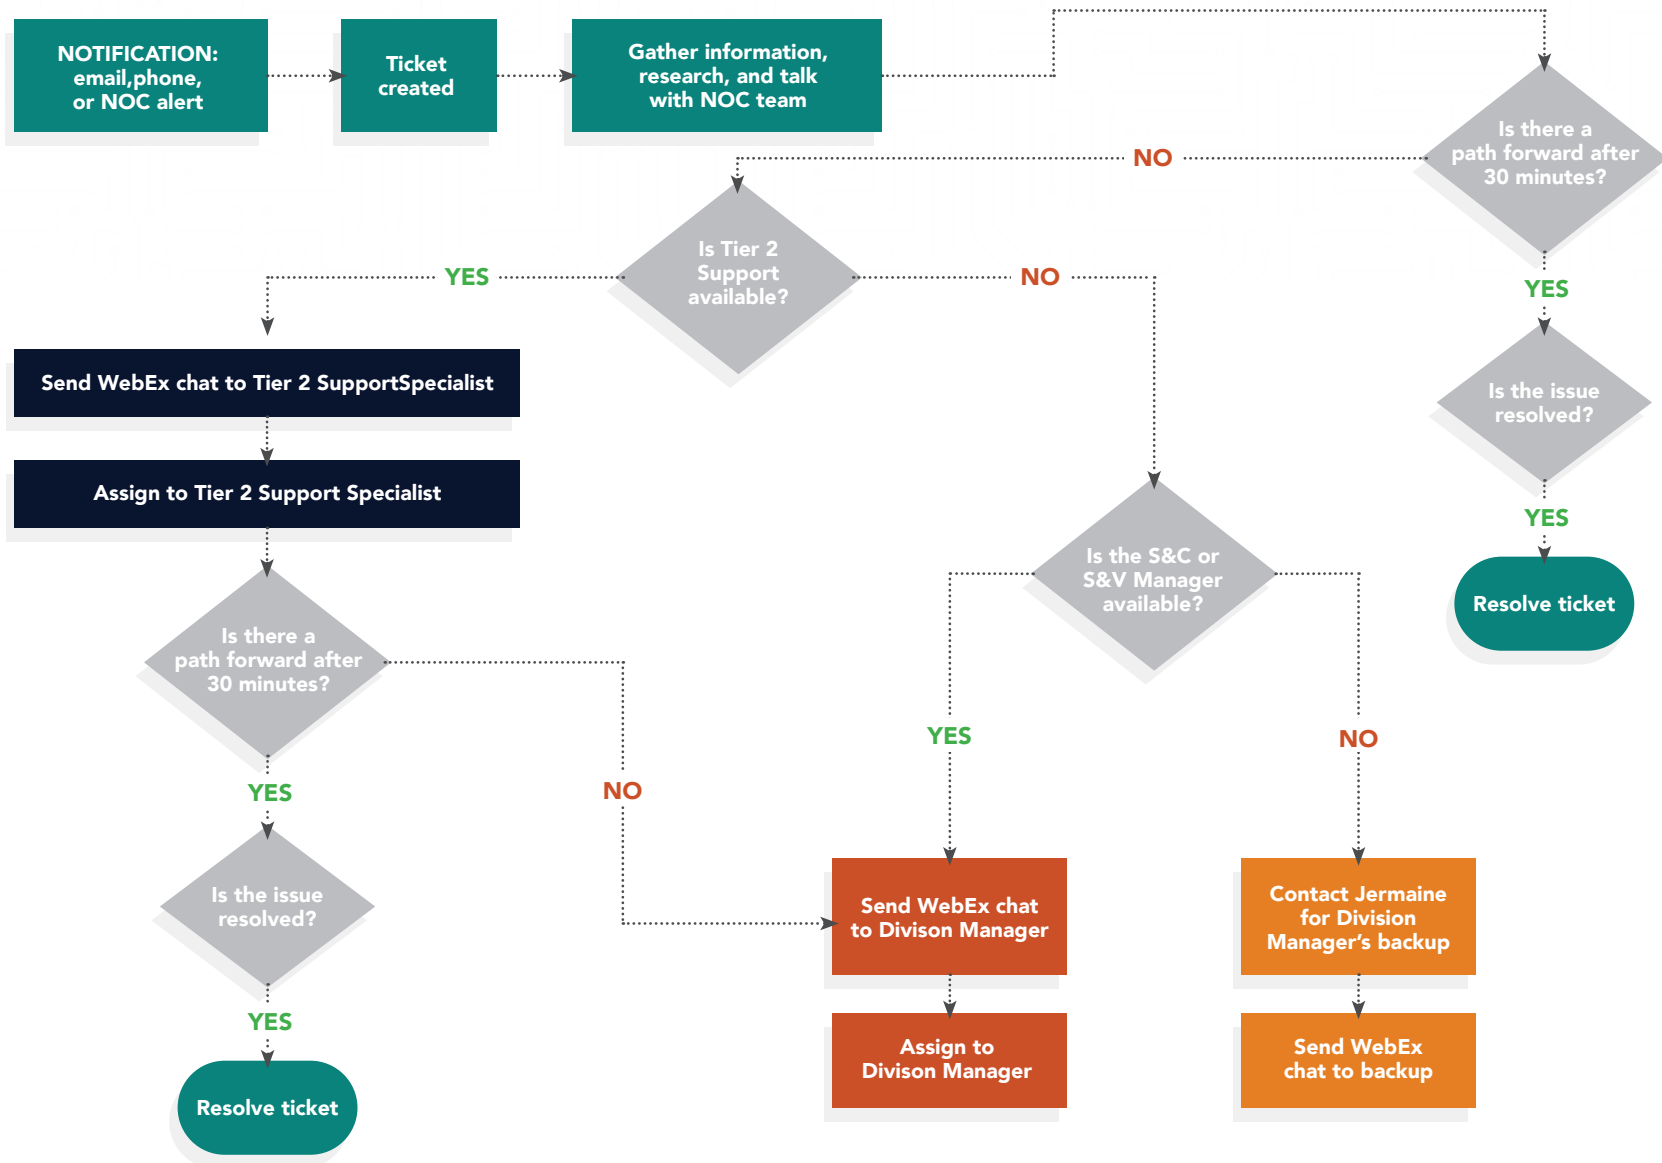 NOTIFICATION:
email,phone,
or NOC alert
Ticket
created
Gather information,
research, and talk
with NOC team
Is there a
path forward after
30 minutes?
NO
YES
Is the issue
resolved?
YES
Resolve ticket
Is Tier 2
Support
available?
YES
NO
Send WebEx chat to Tier 2 SupportSpecialist
Assign to Tier 2 Support Specialist
Is there a
path forward after
30 minutes?
YES
NO
Is the issue
resolved?
YES
Resolve ticket
Is the S&C or
S&V Manager
available?
YES
NO
Send WebEx chat
to Divison Manager
Assign to
Divison Manager
Contact Jermaine
for Division
Manager’s backup
Send WebEx
chat to backup